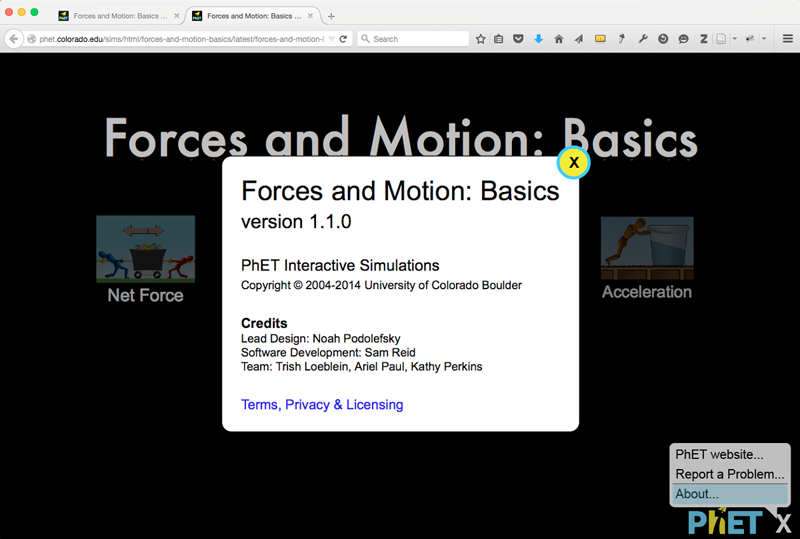 Forces and Motion: Basics ...
Forces and Motion: Basics ...
phet.colorado.edu/sims/html/forces-and-motion-basics/latest/forces-and-motion-
Search
Forces and Motion: Basics
X
Forces and Motion: Basics
version 1.1.0
PhET Interactive Simulations
Copyright © 2004-2014 University of Colorado Boulder
Credits
Lead Design: Noah Podolefsky
Software Development: Sam Reid
Team: Trish Loeblein, Ariel Paul, Kathy Perkins
Terms, Privacy & Licensing
Net Force
Acceleration
PhET website...
Report a Problem...
About...
PhET X